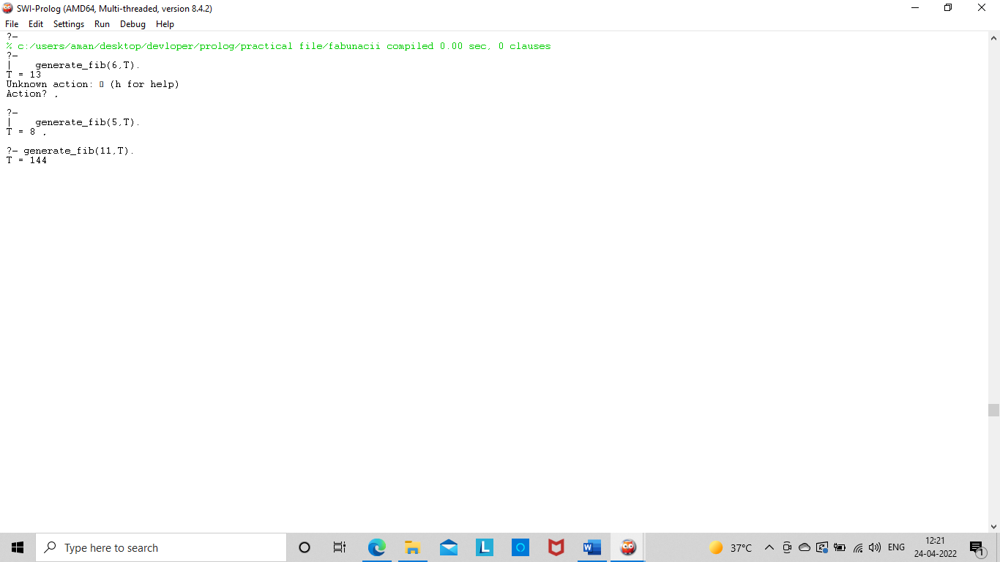 SWI-Prolog (AMD64, Multi-threaded, version 8.4.2)
File Edit Settings Run Debug Help
?-
% c:/users/aman/desktop/devloper/prolog/practical file/fabunacii compiled 0.00 sec, 0 clauses
?-
| generate_fib(6,T).
T = 13
Unknown action: (h for help)
Action? .
?-
| generate_fib(5,T).
T = 8 .
?- generate_fib(11,T).
T = 144
Type here to search
L
W
37°C
ENG
12:21
24-04-2022
1